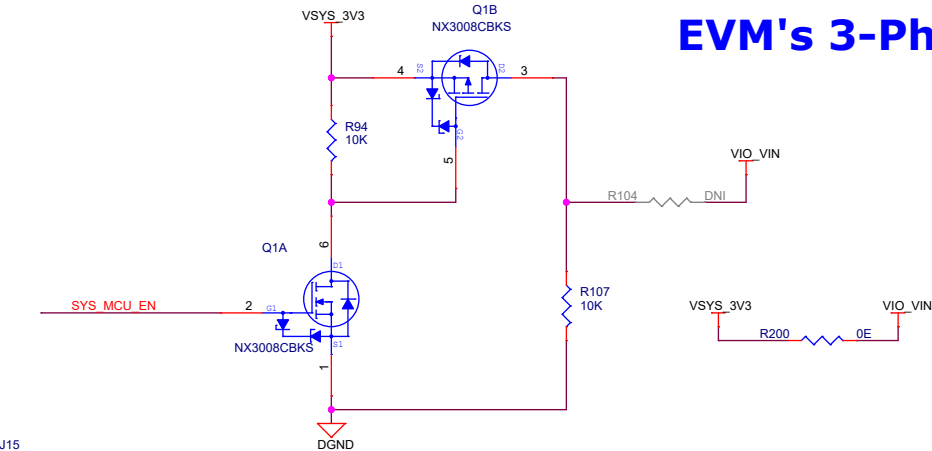 Q1B
NX3008CBKS
VSYS_3V3
EVM's 3-Ph
4
S2
D2
3
R94
10K
G2
5
VIO_VIN
R104
DNI
Q1A
6
D1
SYS_MCU_EN
2
G1
R107
10K
VSYS_3V3
VIO_VIN
R200
0E
NX3008CBKS
S1
1
J15
DGND